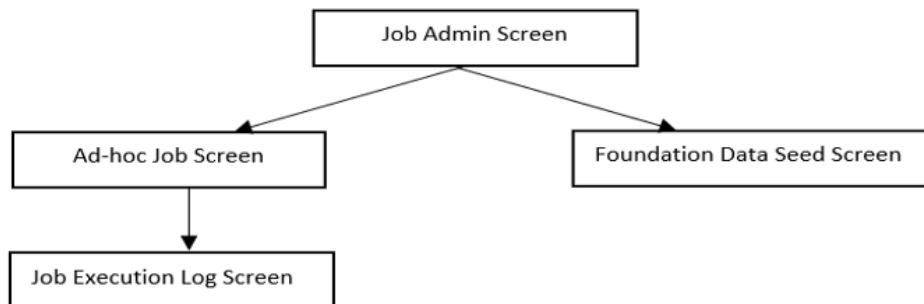 Job Admin Screen
Ad-hoc Job Screen
Foundation Data Seed Screen
Job Execution Log Screen